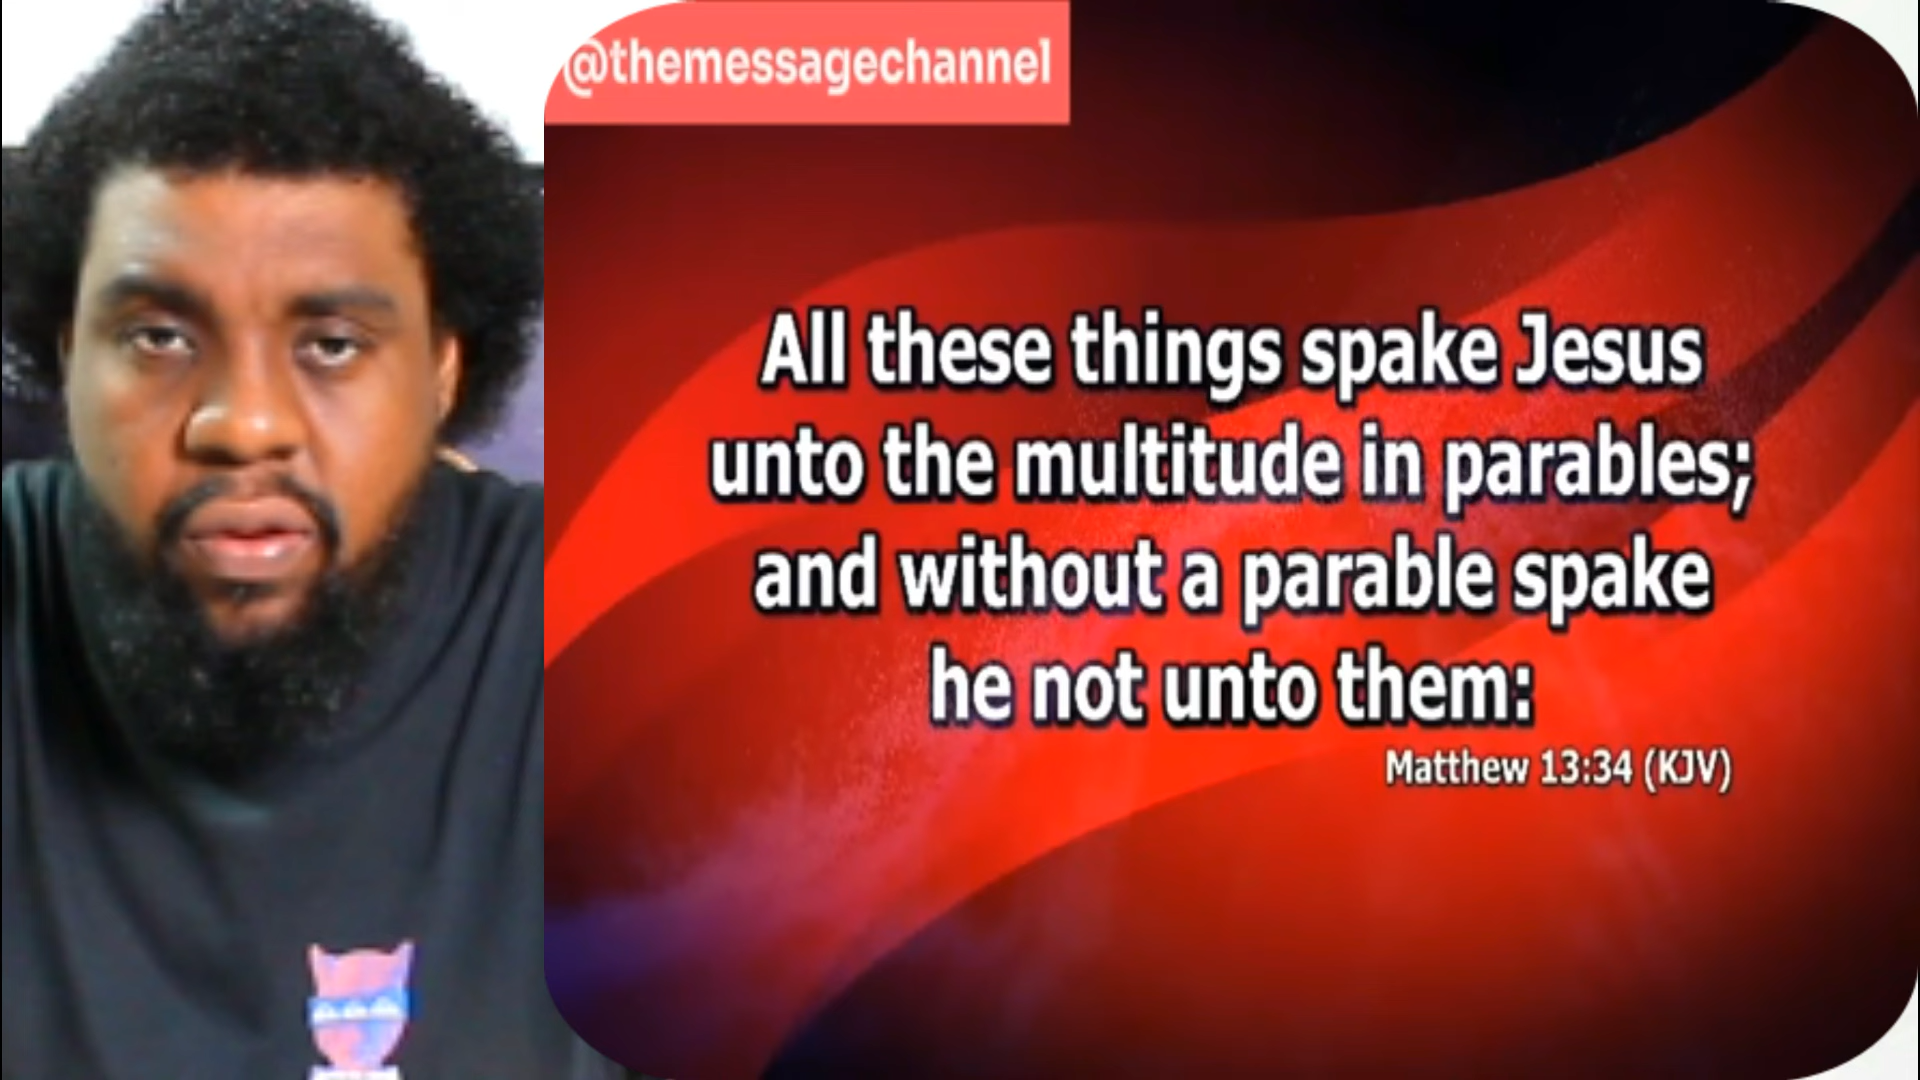 @themessagechannel
All these things spake Jesus
unto the multitude in parables;
and without a parable spake
he not unto them:
Matthew 13:34 (KJV)